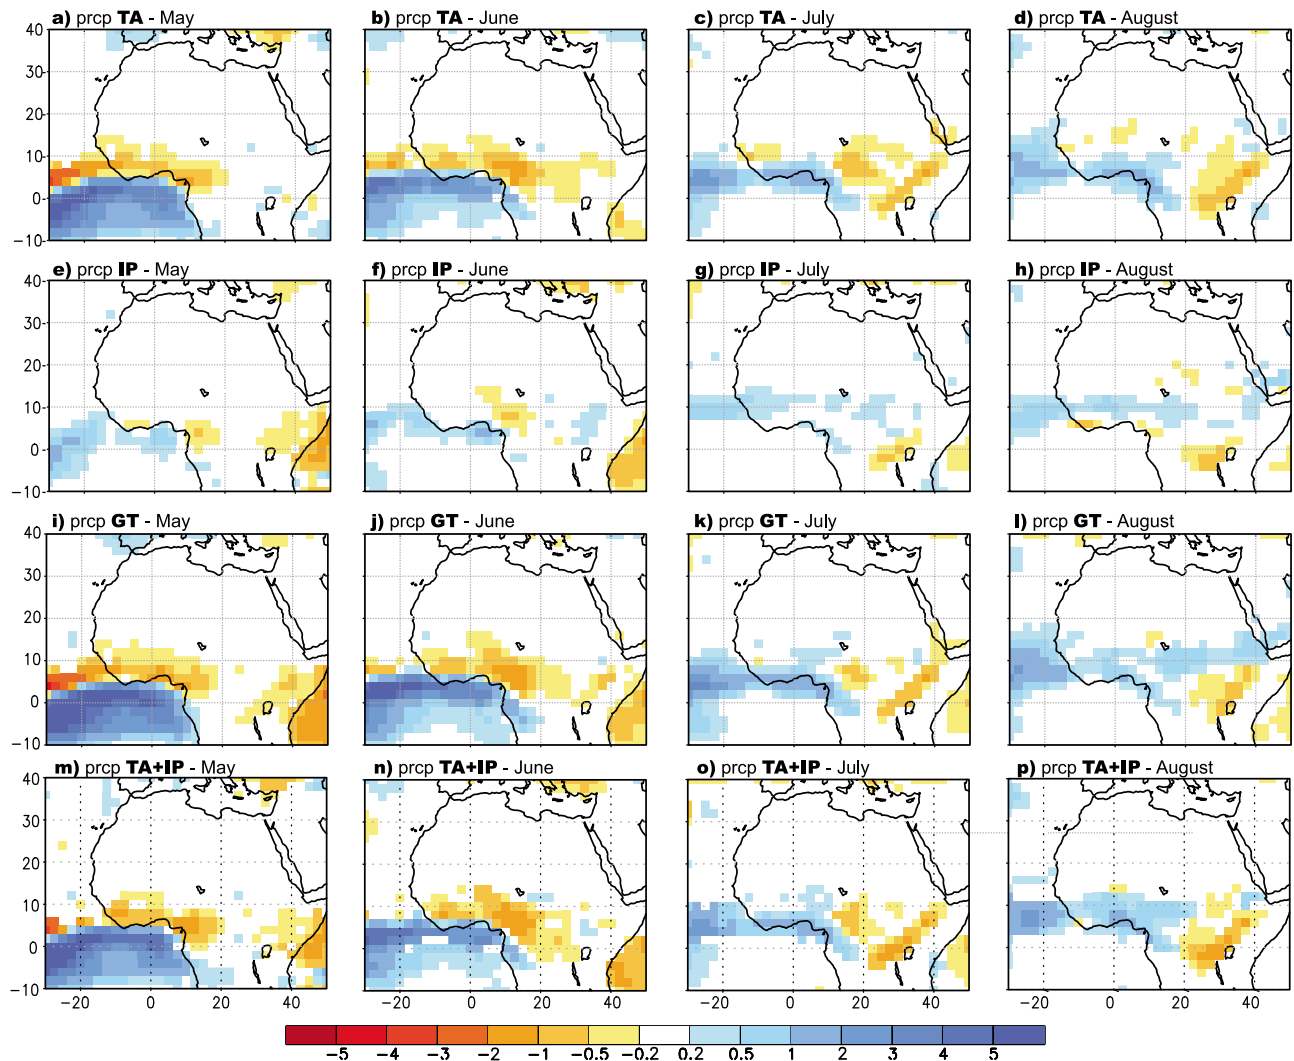 a) prcp TA - May
b) prcp TA - June
c) prcp TA - July
d) prcp TA - August
40
30
20
10
0
−10
e) prcp IP - May
f) prcp IP - June
g) prcp IP - July
h) prcp IP - August
40
30
20
10
0
−10
i) prcp GT - May
j) prcp GT - June
k) prcp GT - July
l) prcp GT - August
40
30
20
10
0
−10
m) prcp TA+IP - May
n) prcp TA+IP - June
o) prcp TA+IP - July
p) prcp TA+IP - August
40
30
20
10
0
−10
−20 0 20 40 −20 0 20 40 −20 0 20 40 −20 0 20 40
−5 −4 −3 −2 −1 −0.5 −0.2 0.2 0.5 1 2 3 4 5